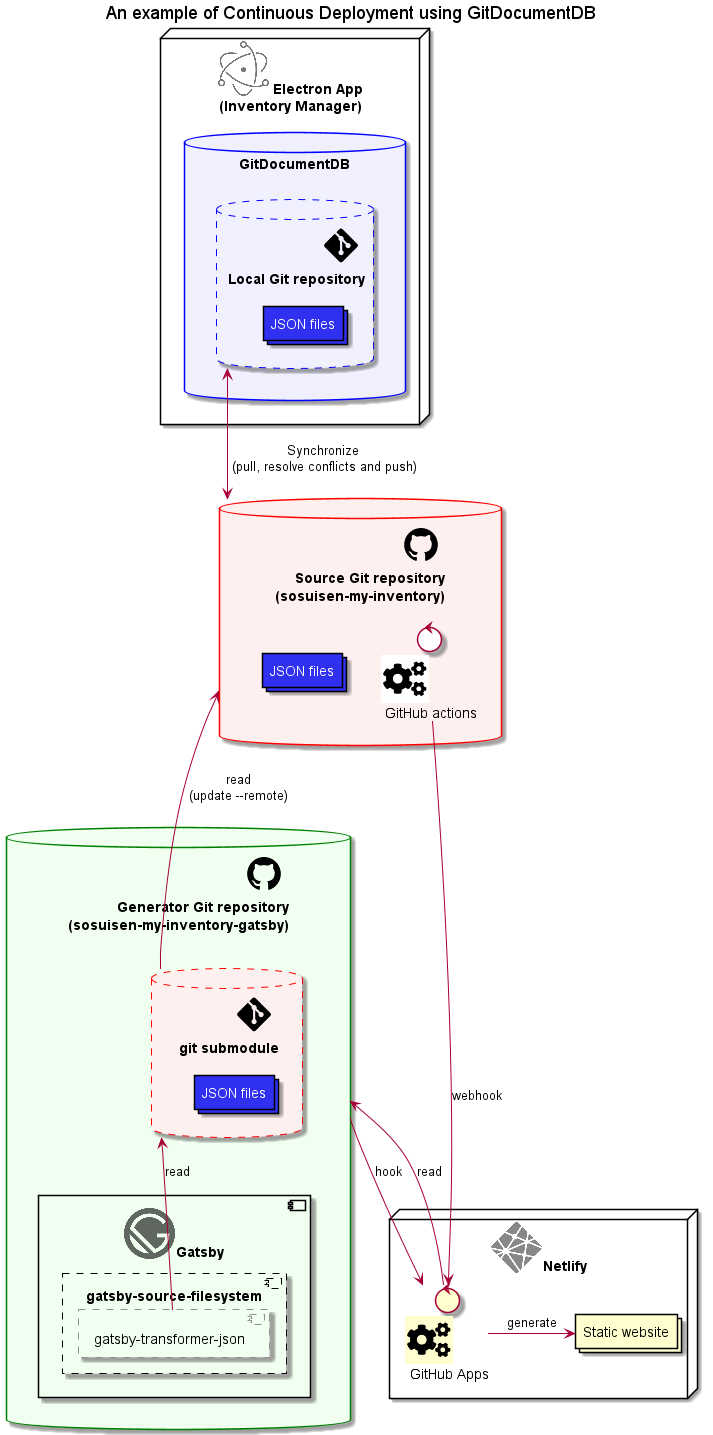 An example of Continuous Deployment using GitDocumentDB
Electron App
(Inventory Manager)
GitDocumentDB
Local Git repository
JSON files
Synchronize
(pull, resolve conflicts and push)
Source Git repository
(sosuisen-my-inventory)
JSON files
GitHub actions
read
(update --remote)
Generator Git repository
(sosuisen-my-inventory-gatsby)
git submodule
JSON files
webhook
read
hook
read
Gatsby
gatsby-source-filesystem
gatsby-transformer-json
Netlify
generate
Static website
GitHub Apps